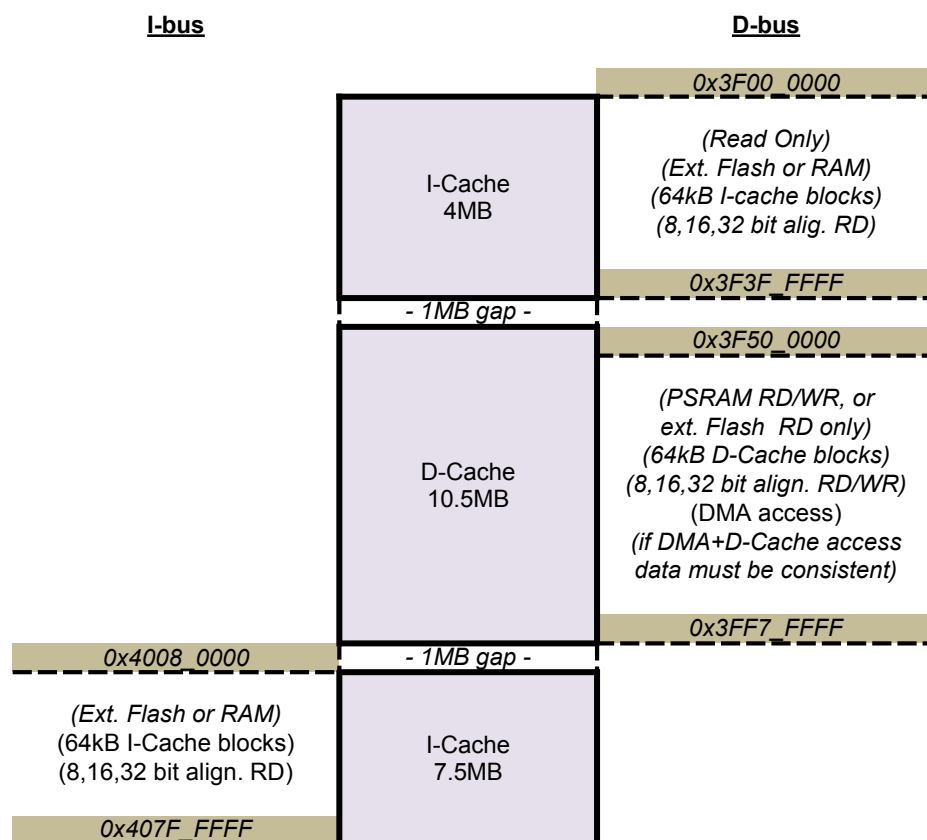 I-bus
D-bus
0x3F00_0000
I-Cache
4MB
(Read Only)
(Ext. Flash or RAM)
(64kB I-cache blocks)
(8,16,32 bit alig. RD)
0x3F3F_FFFF
- 1MB gap -
0x3F50_0000
D-Cache
10.5MB
(PSRAM RD/WR, or
ext. Flash RD only)
(64kB D-Cache blocks)
(8,16,32 bit align. RD/WR)
(DMA access)
(if DMA+D-Cache access
data must be consistent)
0x3FF7_FFFF
0x4008_0000
- 1MB gap -
(Ext. Flash or RAM)
(64kB I-Cache blocks)
(8,16,32 bit align. RD)
I-Cache
7.5MB
0x407F_FFFF